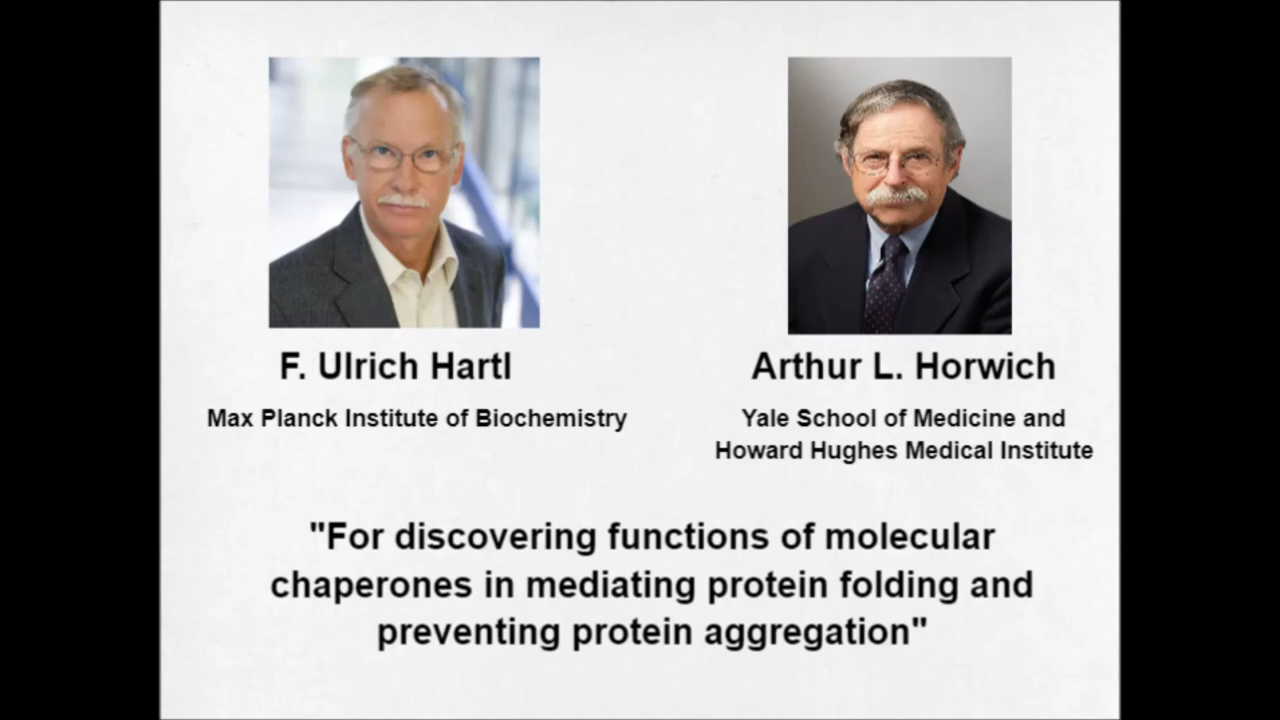 F. Ulrich Hartl
Max Planck Institute of Biochemistry
Arthur L. Horwich
Yale School of Medicine and
Howard Hughes Medical Institute
"For discovering functions of molecular
chaperones in mediating protein folding and
preventing protein aggregation"